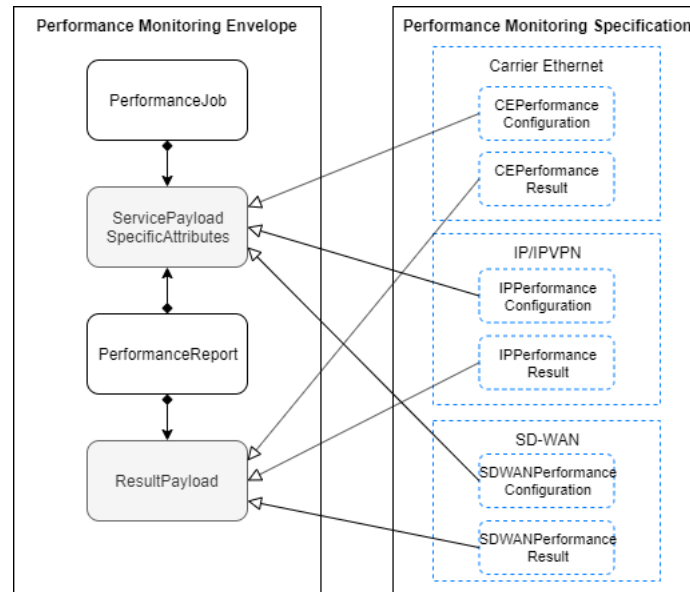 Performance Monitoring Envelope
PerformanceJob
ServicePayload
SpecificAttributes
PerformanceReport
ResultPayload
Performance Monitoring Specification
Carrier Ethernet
CEPerformance
Configuration
CEPerformance
Result
IP/IPVPN
IPPerformance
Configuration
IPPerformance
Result
SD-WAN
SDWANPerformance
Configuration
SDWANPerformance
Result